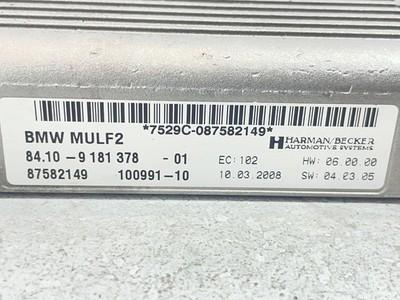 *7529C-087582149*
BMW MULF2
HARMAN/BECKER
AUTOMOTIVE SYSTEMS
84.10-9 181 378 -01 EC:102 HW: 06.00.00
87582149 100991-10 10.03.2008 SW: 04.03.05